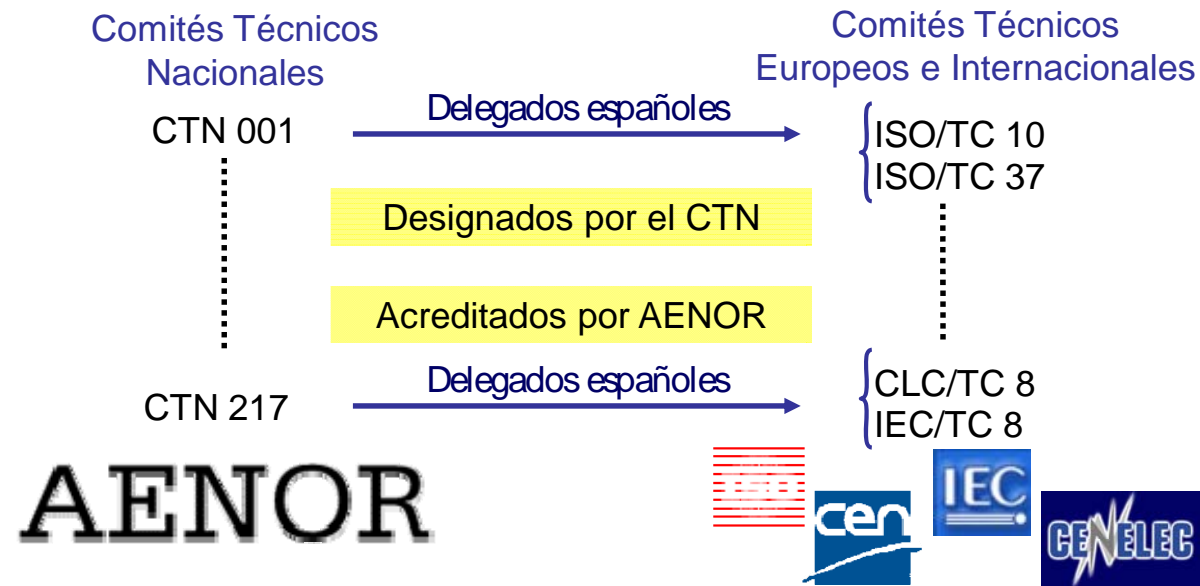 Comités Técnicos
Nacionales
Comités Técnicos
Europeos e Internacionales
CTN 001
Delegados españoles
ISO/TC 10
ISO/TC 37
Designados por el CTN
Acreditados por AENOR
CTN 217
Delegados españoles
CLC/TC 8
IEC/TC 8
AENOR
ISO
cen
IEC
CENELEC